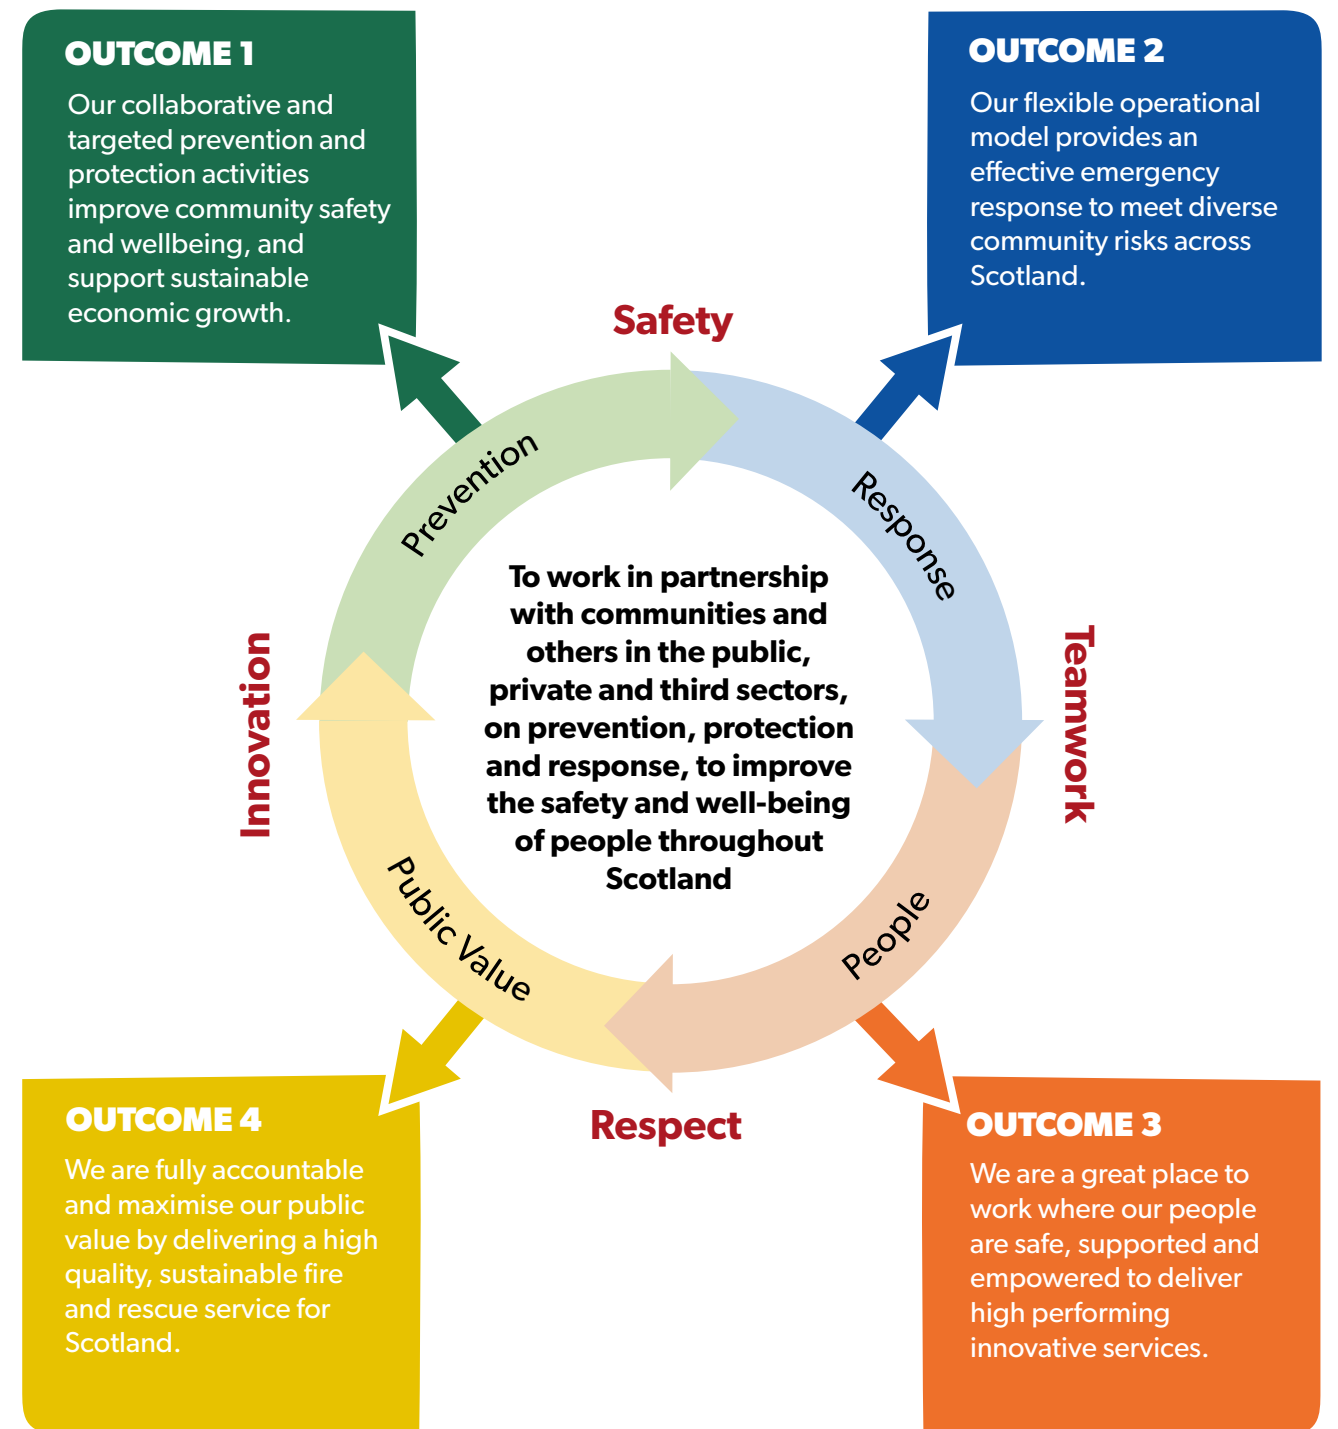 OUTCOME 1
Our collaborative and
targeted prevention and
protection activities
improve community safety
and wellbeing, and
support sustainable
economic growth.
OUTCOME 2
Our flexible operational
model provides an
effective emergency
response to meet diverse
community risks across
Scotland.
Safety
Prevention
Response
Innovation
To work in partnership
with communities and
others in the public,
private and third sectors,
on prevention, protection
and response, to improve
the safety and well-being
of people throughout
Scotland
Teamwork
Public Value
People
Respect
OUTCOME 4
We are fully accountable
and maximise our public
value by delivering a high
quality, sustainable fire
and rescue service for
Scotland.
OUTCOME 3
We are a great place to
work where our people
are safe, supported and
empowered to deliver
high performing
innovative services.